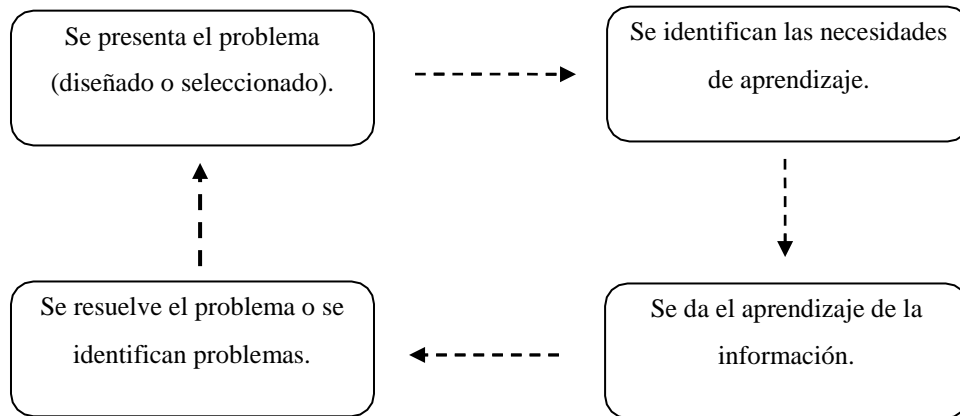 Se presenta el problema
(diseñado o seleccionado).
Se identifican las necesidades
de aprendizaje.
Se da el aprendizaje de la
información.
Se resuelve el problema o se
identifican problemas.